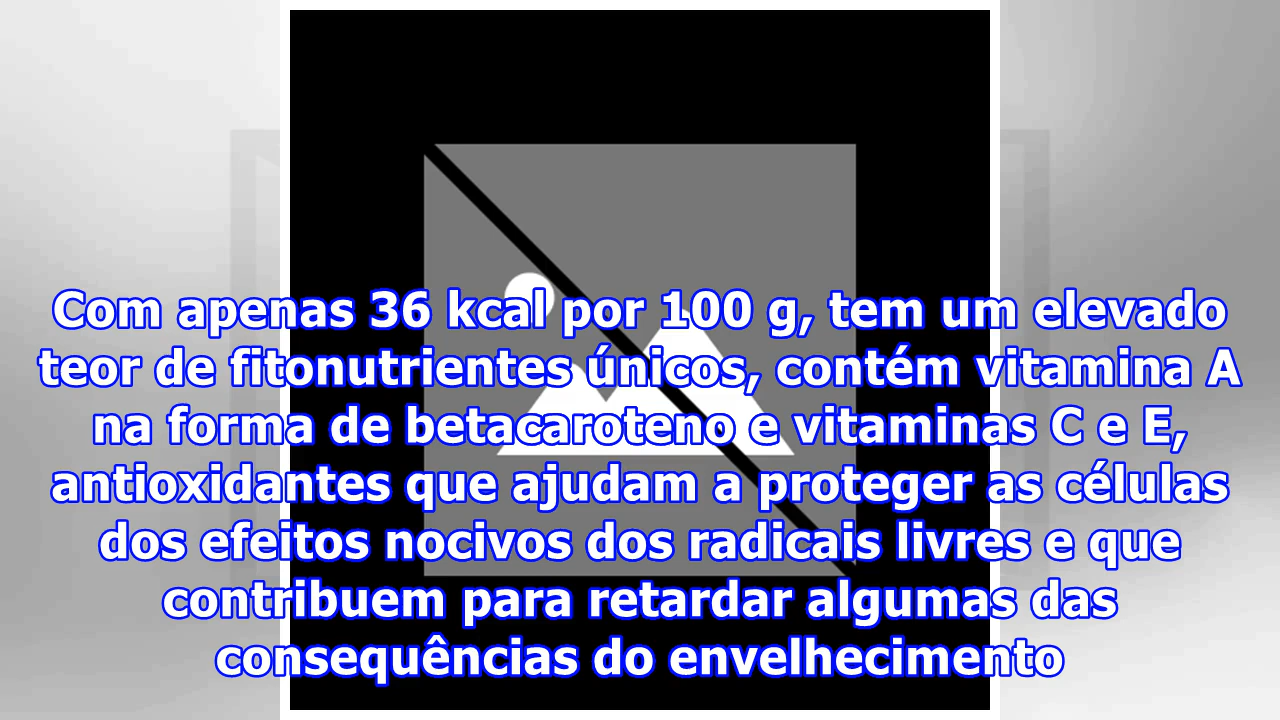 Com apenas 36 kcal por 100 g, tem um elevado
teor de fitonutrientes únicos, contém vitamina A
na forma de betacaroteno e vitaminas C e E,
antioxidantes que ajudam a proteger as células
dos efeitos nocivos dos radicais livres e que
contribuem para retardar algumas das
consequências do envelhecimento